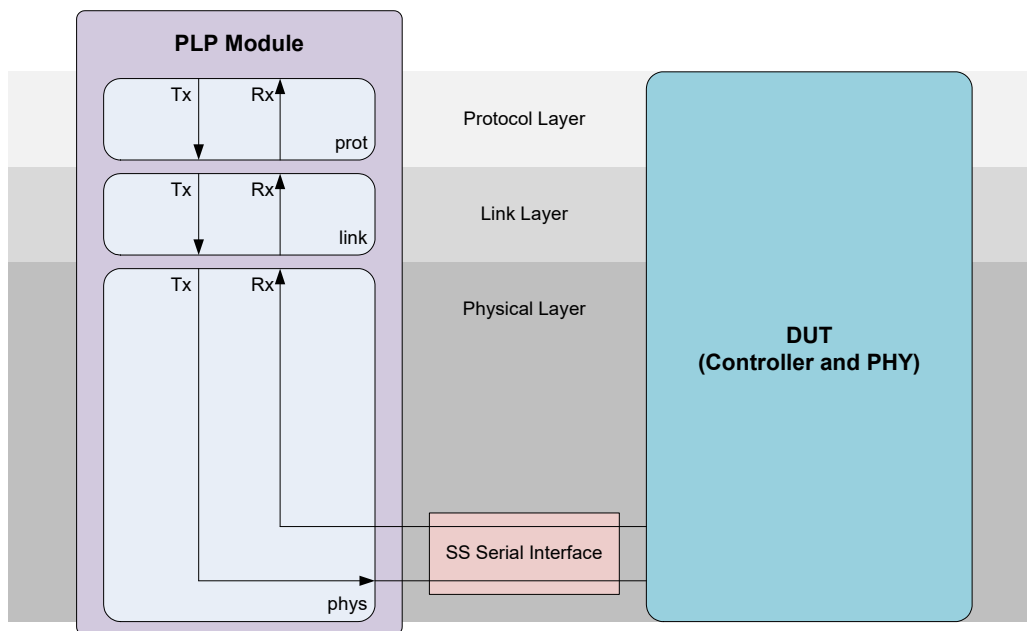 PLP Module
Tx
Rx
prot
Protocol Layer
Tx
Rx
link
Link Layer
Tx
Rx
Physical Layer
DUT
(Controller and PHY)
SS Serial Interface
phys